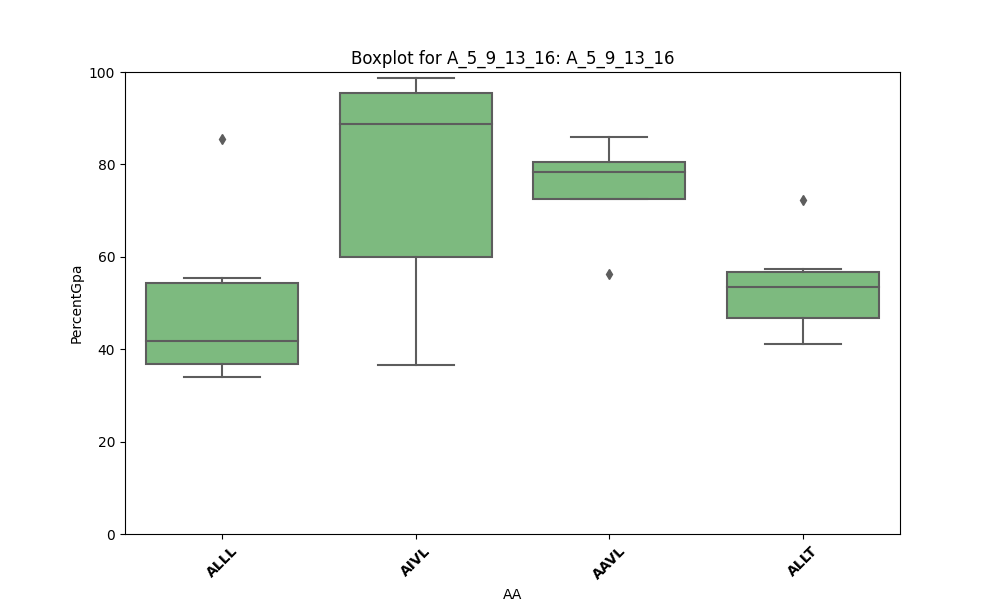 Boxplot for A_5_9_13_16: A_5_9_13_16
100
80
60
40
20
0
PercentGpa
ALLL
AIVL
AAVL
ALLT
AA